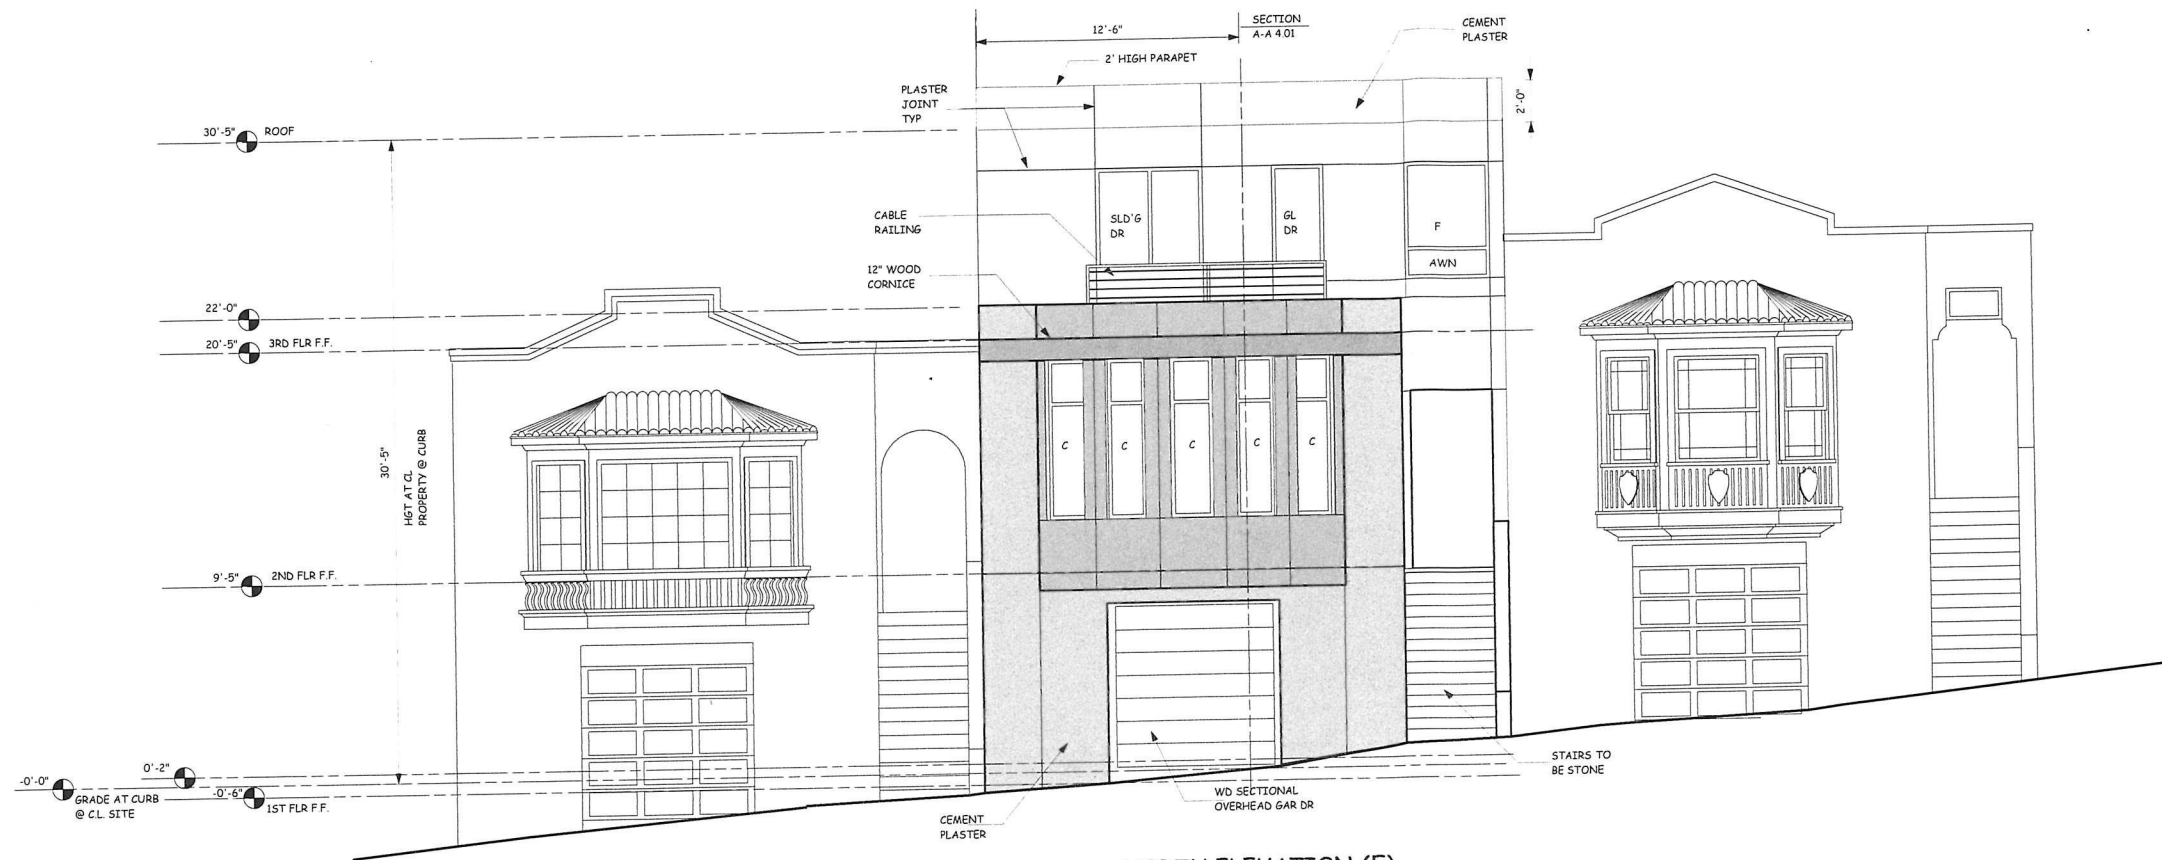 12'-6"
SECTION
A-A 4.01
CEMENT
PLASTER
2' HIGH PARAPET
PLASTER
JOINT
TYP
2'-0"
30'-5"
ROOF
CABLE
RAILING
SLD'G
DR
GL
DR
F
AWN
12" WOOD
CORNICE
22'-0"
20'-5"
3RD FLR F.F.
30'-5"
HGT AT CL
PROPERTY @ CURB
C
C
C
C
C
9'-5"
2ND FLR F.F.
STAIRS TO
BE STONE
0'-2"
-0'-0"
GRADE AT CURB
@ C.L. SITE
-0'-6"
1ST FLR F.F.
WD SECTIONAL
OVERHEAD GAR DR
CEMENT
PLASTER
ELEVATION (E)